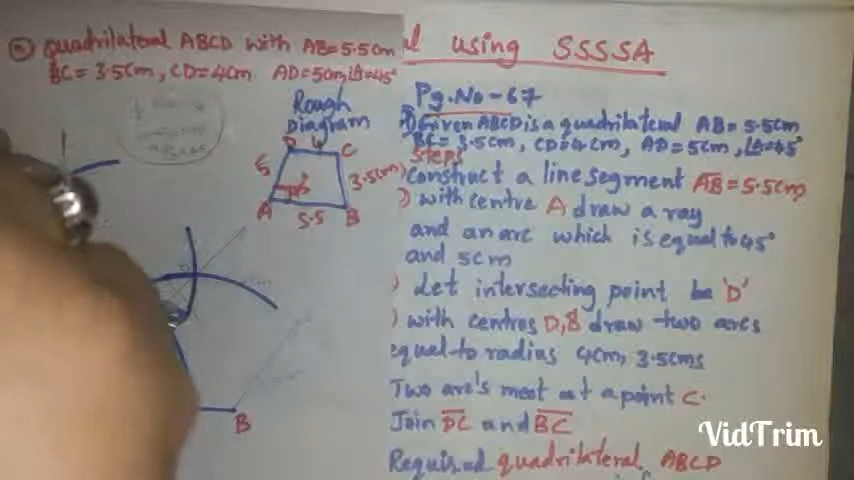 quadrilateral ABCD with AB=5.5cm
BC=3.5cm, CD=4cm AD=5cm, ∠A=45°
using SSSSA
Rough
Diagram
D 4 C
5
3.5cm
A 5.5 B
Pg.No-67
Given ABCD is a quadrilateral AB=5.5cm
BC=3.5cm, CD=4cm, AD=5cm, ∠A=45°
steps
construct a line segment AB=5.5cm
) with centre A draw a ray
and an arc which is equal to 45°
and 5cm
) Let intersecting point be 'D'
) with centres D,B draw two arcs
equal to radius 4cm, 3.5cms
Two arc's meet at a point C.
Join DC and BC
Required quadrilateral ABCD
B
VidTrim